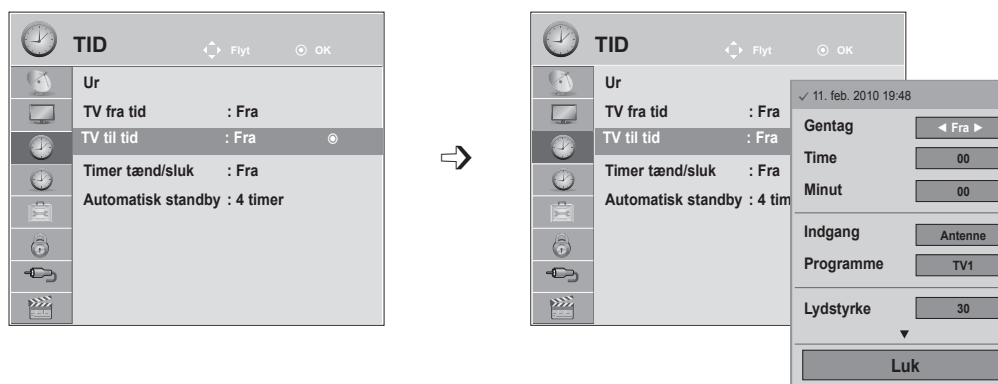 TID
Flyt
OK
Ur
TV fra tid : Fra
TV til tid : Fra
Timer tænd/sluk : Fra
Automatisk standby : 4 timer
TID
Flyt
OK
Ur
TV fra tid : Fra
TV til tid : Fra
Timer tænd/sluk : Fra
Automatisk standby : 4 tim
11. feb. 2010 19:48
Gentag ◄ Fra ►
Time 00
Minut 00
Indgang Antenne
Programme TV1
Lydstyrke 30
▼
Luk